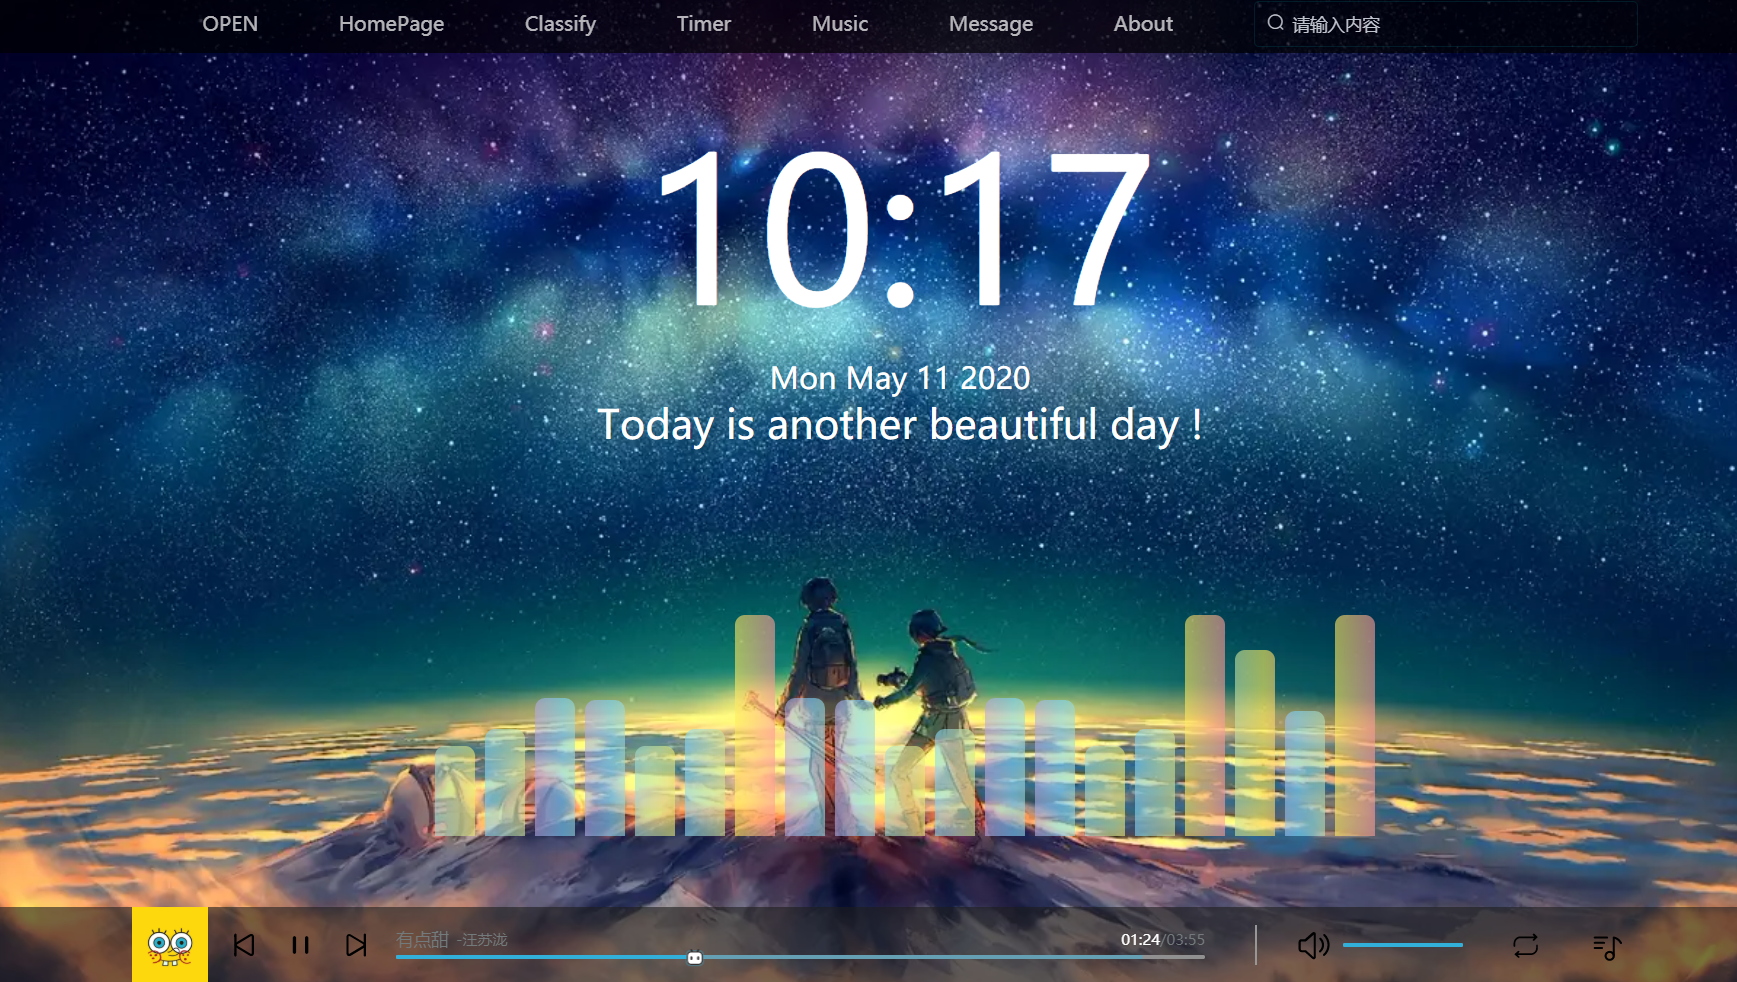 OPEN HomePage Classify Timer Music Message About 请输入内容
10:17
Mon May 11 2020
Today is another beautiful day !
有点甜 -汪苏泷 01:24/03:55